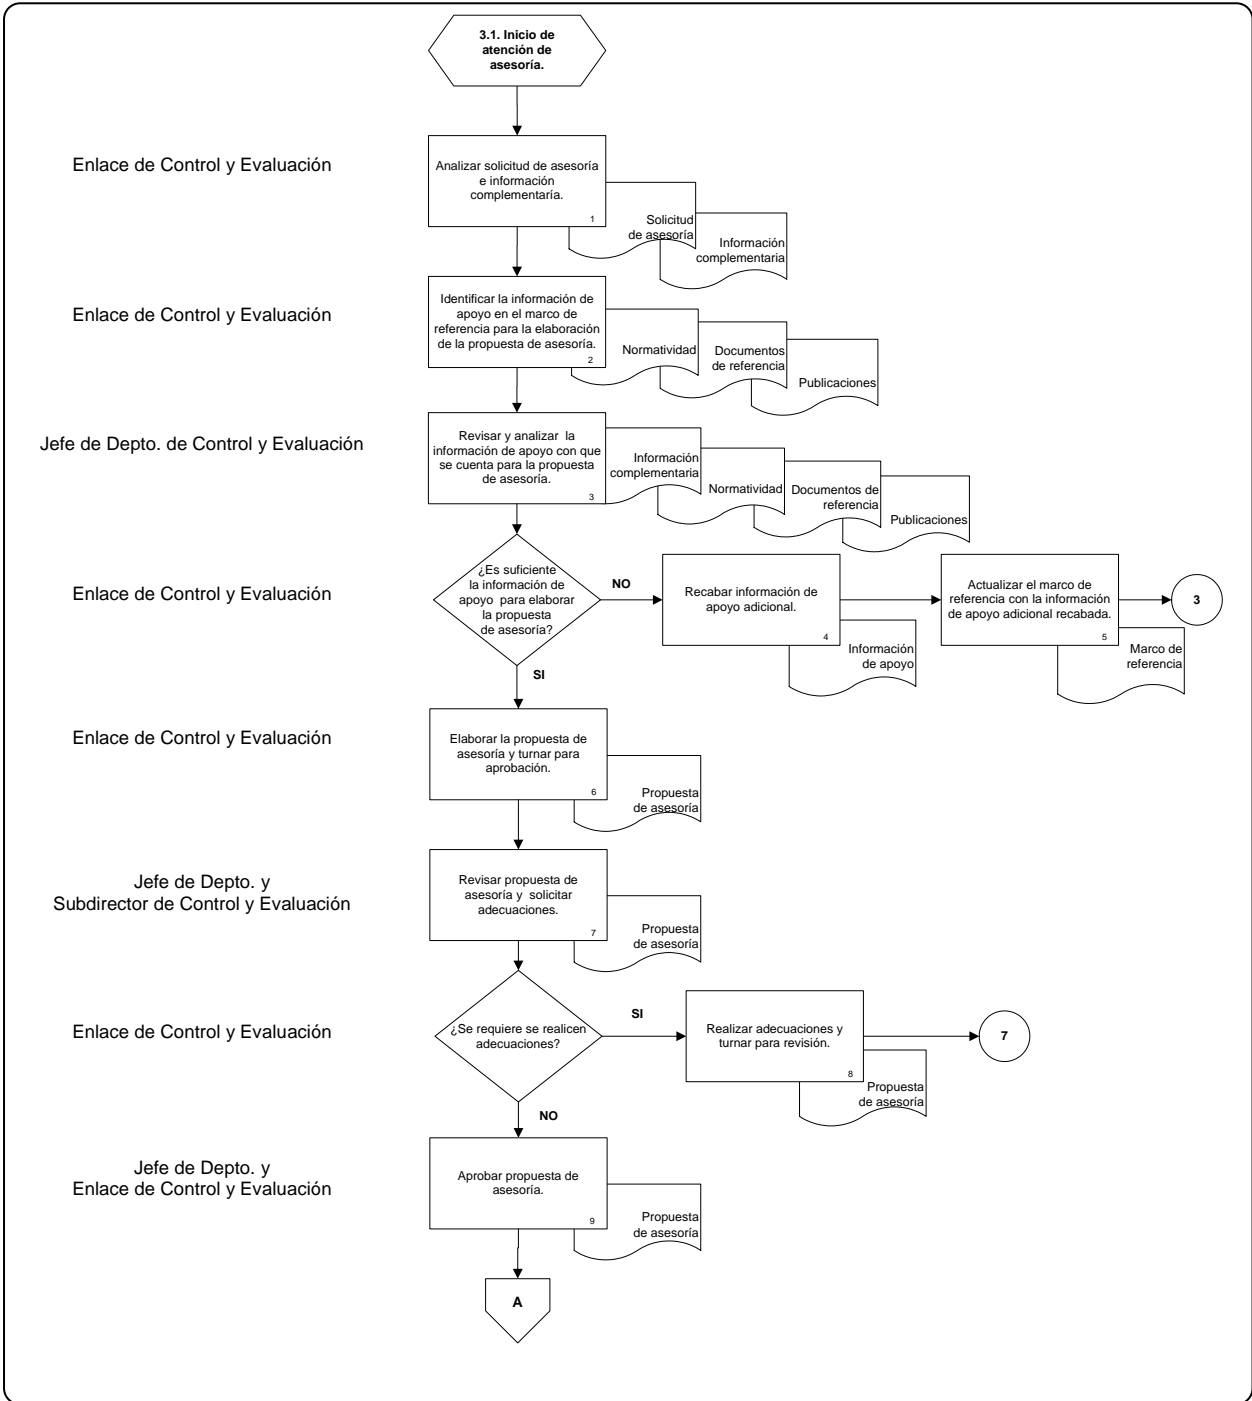 3.1. Inicio de
atención de
asesoría.
Enlace de Control y Evaluación
Analizar solicitud de asesoría
e información
complementaría.
1
Solicitud
de asesoría
Información
complementaria
Enlace de Control y Evaluación
Identificar la información de
apoyo en el marco de
referencia para la elaboración
de la propuesta de asesoría.
2
Normatividad
Documentos
de referencia
Publicaciones
Jefe de Depto. de Control y Evaluación
Revisar y analizar la
información de apoyo con que
se cuenta para la propuesta
de asesoría.
3
Información
complementaria
Normatividad
Documentos de
referencia
Publicaciones
Enlace de Control y Evaluación
¿Es suficiente
la información de
apoyo para elaborar
la propuesta
de asesoría?
NO
Recabar información de
apoyo adicional.
4
Información
de apoyo
Actualizar el marco de
referencia con la información
de apoyo adicional recabada.
5
Marco de
referencia
3
SI
Enlace de Control y Evaluación
Elaborar la propuesta de
asesoría y turnar para
aprobación.
6
Propuesta
de asesoría
Jefe de Depto. y
Subdirector de Control y Evaluación
Revisar propuesta de
asesoría y solicitar
adecuaciones.
7
Propuesta
de asesoría
Enlace de Control y Evaluación
¿Se requiere se realicen
adecuaciones?
SI
Realizar adecuaciones y
turnar para revisión.
8
Propuesta
de asesoría
7
NO
Jefe de Depto. y
Enlace de Control y Evaluación
Aprobar propuesta de
asesoría.
9
Propuesta
de asesoría
A